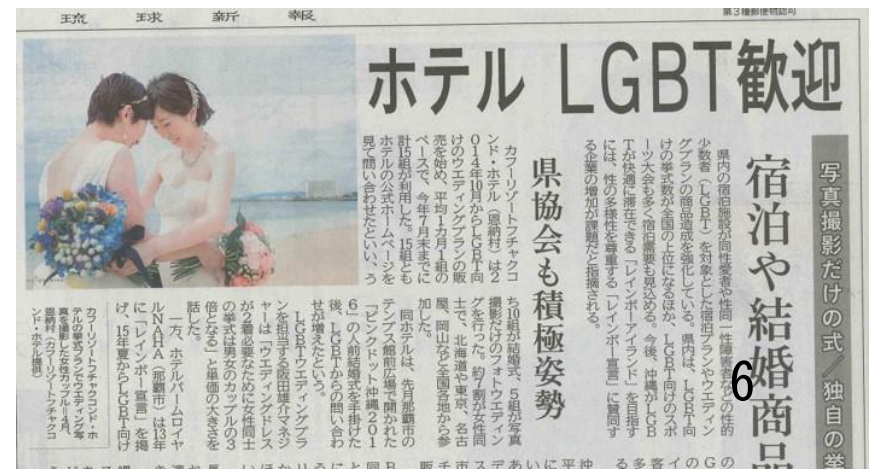 琉球新報
第3種郵便物認可
ホテル LGBT歓迎
写真撮影だけの式／独自の挙
宿泊や結婚商品
6
県協会も積極姿勢
県内の宿泊施設が同性愛者や性同一性障害者などの性的
少数者（LGBT）を対象とした宿泊プランやウエディン
グプランの商品造成を強化している。県内は、LGBT向
けの挙式数が全国の上位になるほか、LGBT向けのスポ
ーツ大会も多く宿泊需要も見込める。今後、沖縄がLGB
Tが快適に滞在できる「レインボーアイランド」を目指す
には、性の多様性を尊重する「レインボー宣言」に賛同す
る企業の増加が課題だと指摘される。
カフーリゾートフチャクコ
ンド・ホテル（恩納村）は2
014年10月からLGBT向
けのウエディングプランの販
売を始め、平均1カ月1組の
ペースで、今年7月末までに
計15組が利用した。15組とも
ホテルの公式ホームページを
見て問い合わせたといい、う
ち10組が結婚式、5組が写真
撮影だけのフォトウエディン
グを行った。約7割が女性同
士で、北海道や東京、名古
屋、岡山など全国各地から参
加した。
同ホテルは、先月那覇市の
テンブス館前広場で開かれた
「ピンクドット沖縄201
6」の人前結婚式を手掛けた
後、LGBTからの問い合わ
せが増えたという。
LGBTウエディングプラ
ンを担当する坂田雄介マネジ
ャーは「ウエディングドレス
が2着必要なために女性同士
の挙式は男女のカップルの3
倍となる」と単価の大きさを
話した。
一方、ホテルパームロイヤ
ルNAHA（那覇市）は13年
に「レインボー宣言」を掲
げ、15年夏からLGBT向け
カフーリゾートフチャクコンド・ホ
テルの挙式プランやウエディング写
真を撮影した女性カップル＝4月、
恩納村（カフーリゾートフチャクコ
ンド・ホテル提供）